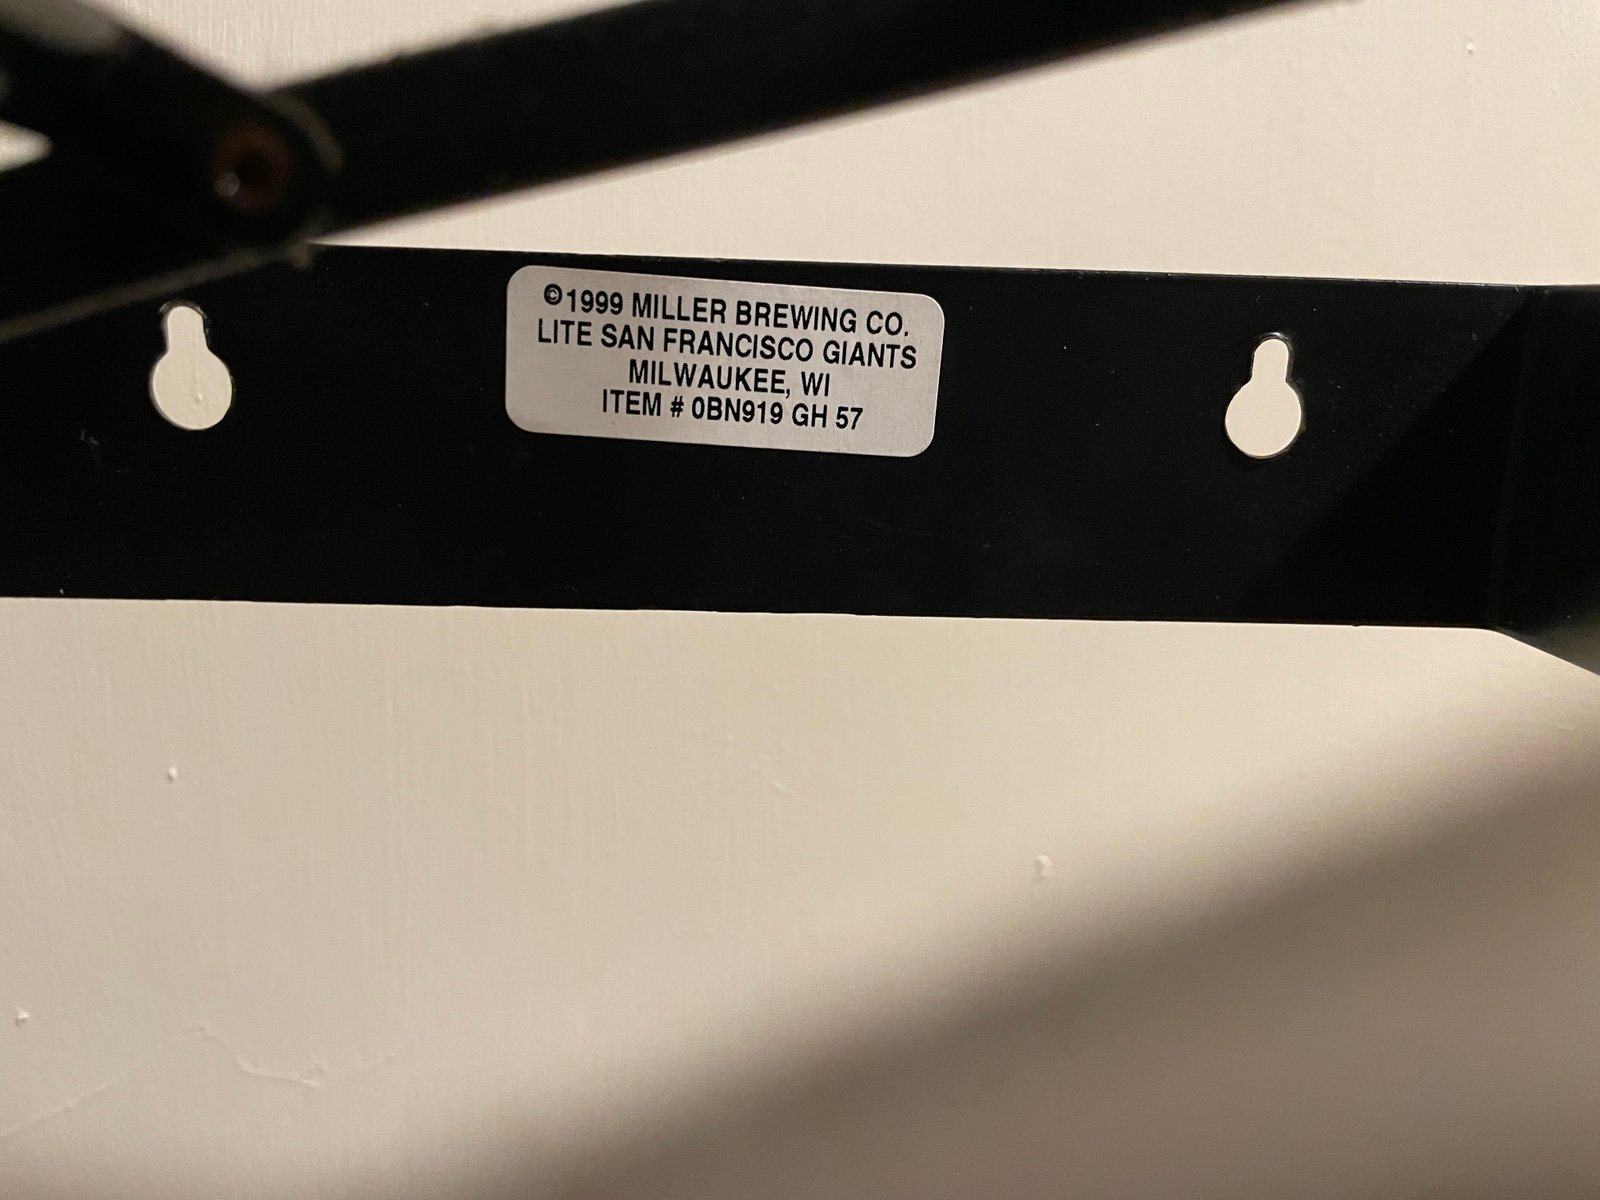 ©1999 MILLER BREWING CO.
LITE SAN FRANCISCO GIANTS
MILWAUKEE, WI
ITEM # 0BN919 GH 57